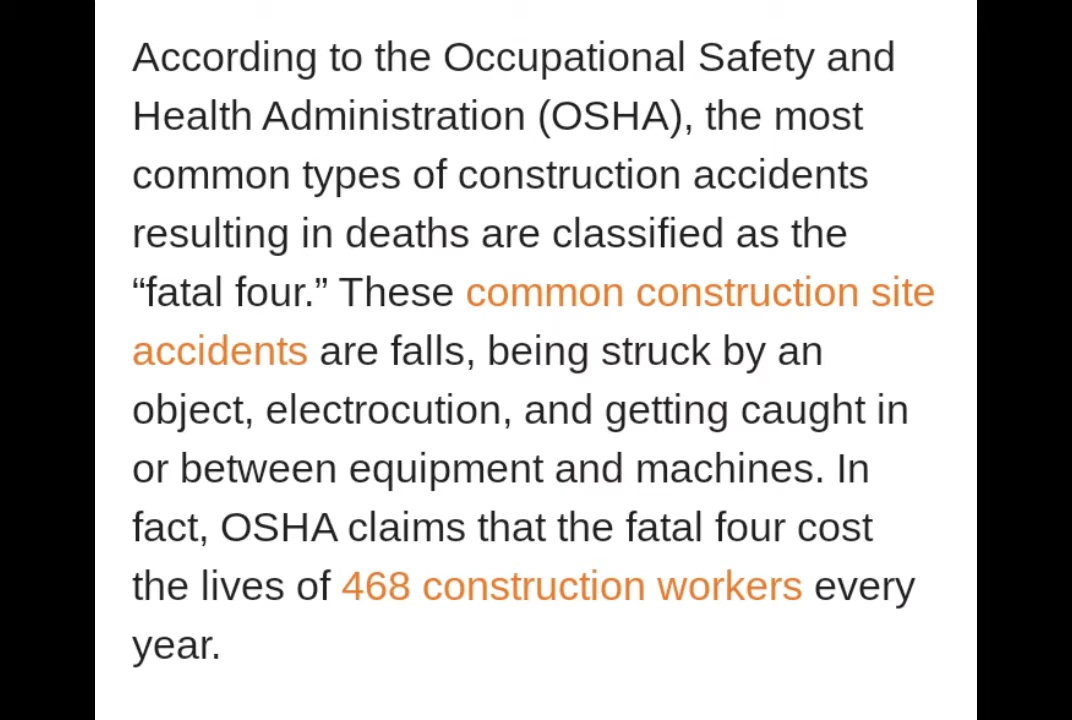 According to the Occupational Safety and
Health Administration (OSHA), the most
common types of construction accidents
resulting in deaths are classified as the
“fatal four.” These common construction site
accidents are falls, being struck by an
object, electrocution, and getting caught in
or between equipment and machines. In
fact, OSHA claims that the fatal four cost
the lives of 468 construction workers every
year.